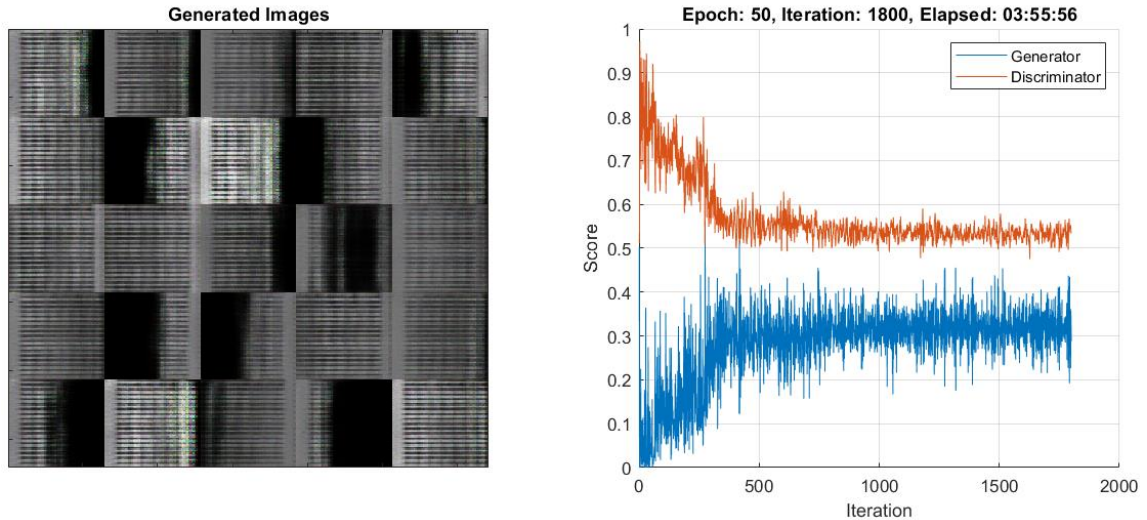 Generated Images
Epoch: 50, Iteration: 1800, Elapsed: 03:55:56
1
0.9
0.8
0.7
0.6
0.5
0.4
0.3
0.2
0.1
0
Score
Generator
Discriminator
0
500
1000
1500
2000
Iteration